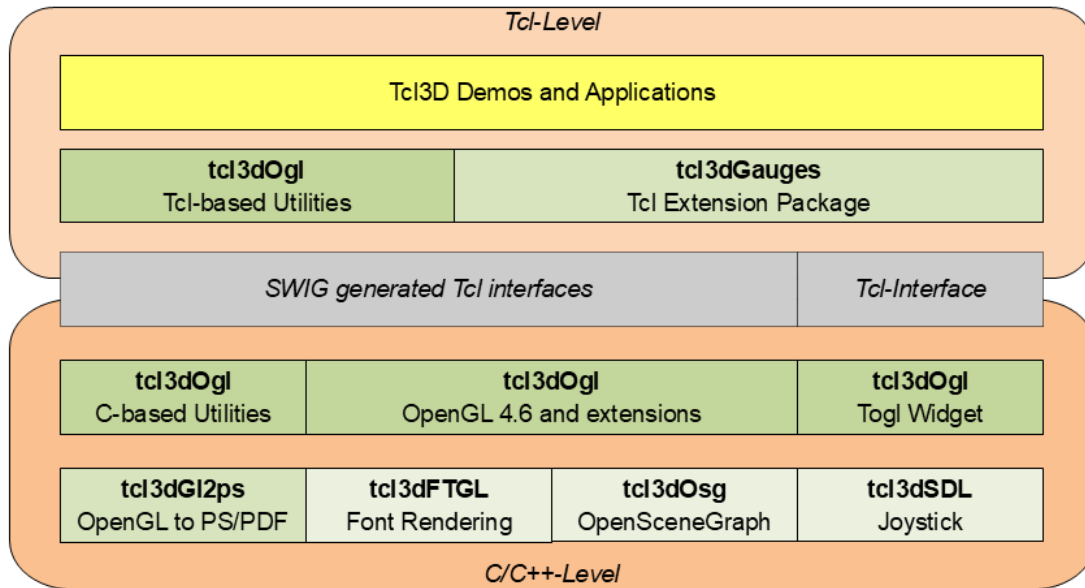 Tcl-Level
Tcl3D Demos and Applications
tcl3dOgl
Tcl-based Utilities
tcl3dGauges
Tcl Extension Package
SWIG generated Tcl interfaces
Tcl-Interface
tcl3dOgl
C-based Utilities
tcl3dOgl
OpenGL 4.6 and extensions
tcl3dOgl
Togl Widget
tcl3dGl2ps
OpenGL to PS/PDF
tcl3dFTGL
Font Rendering
tcl3dOsg
OpenSceneGraph
tcl3dSDL
Joystick
C/C++-Level